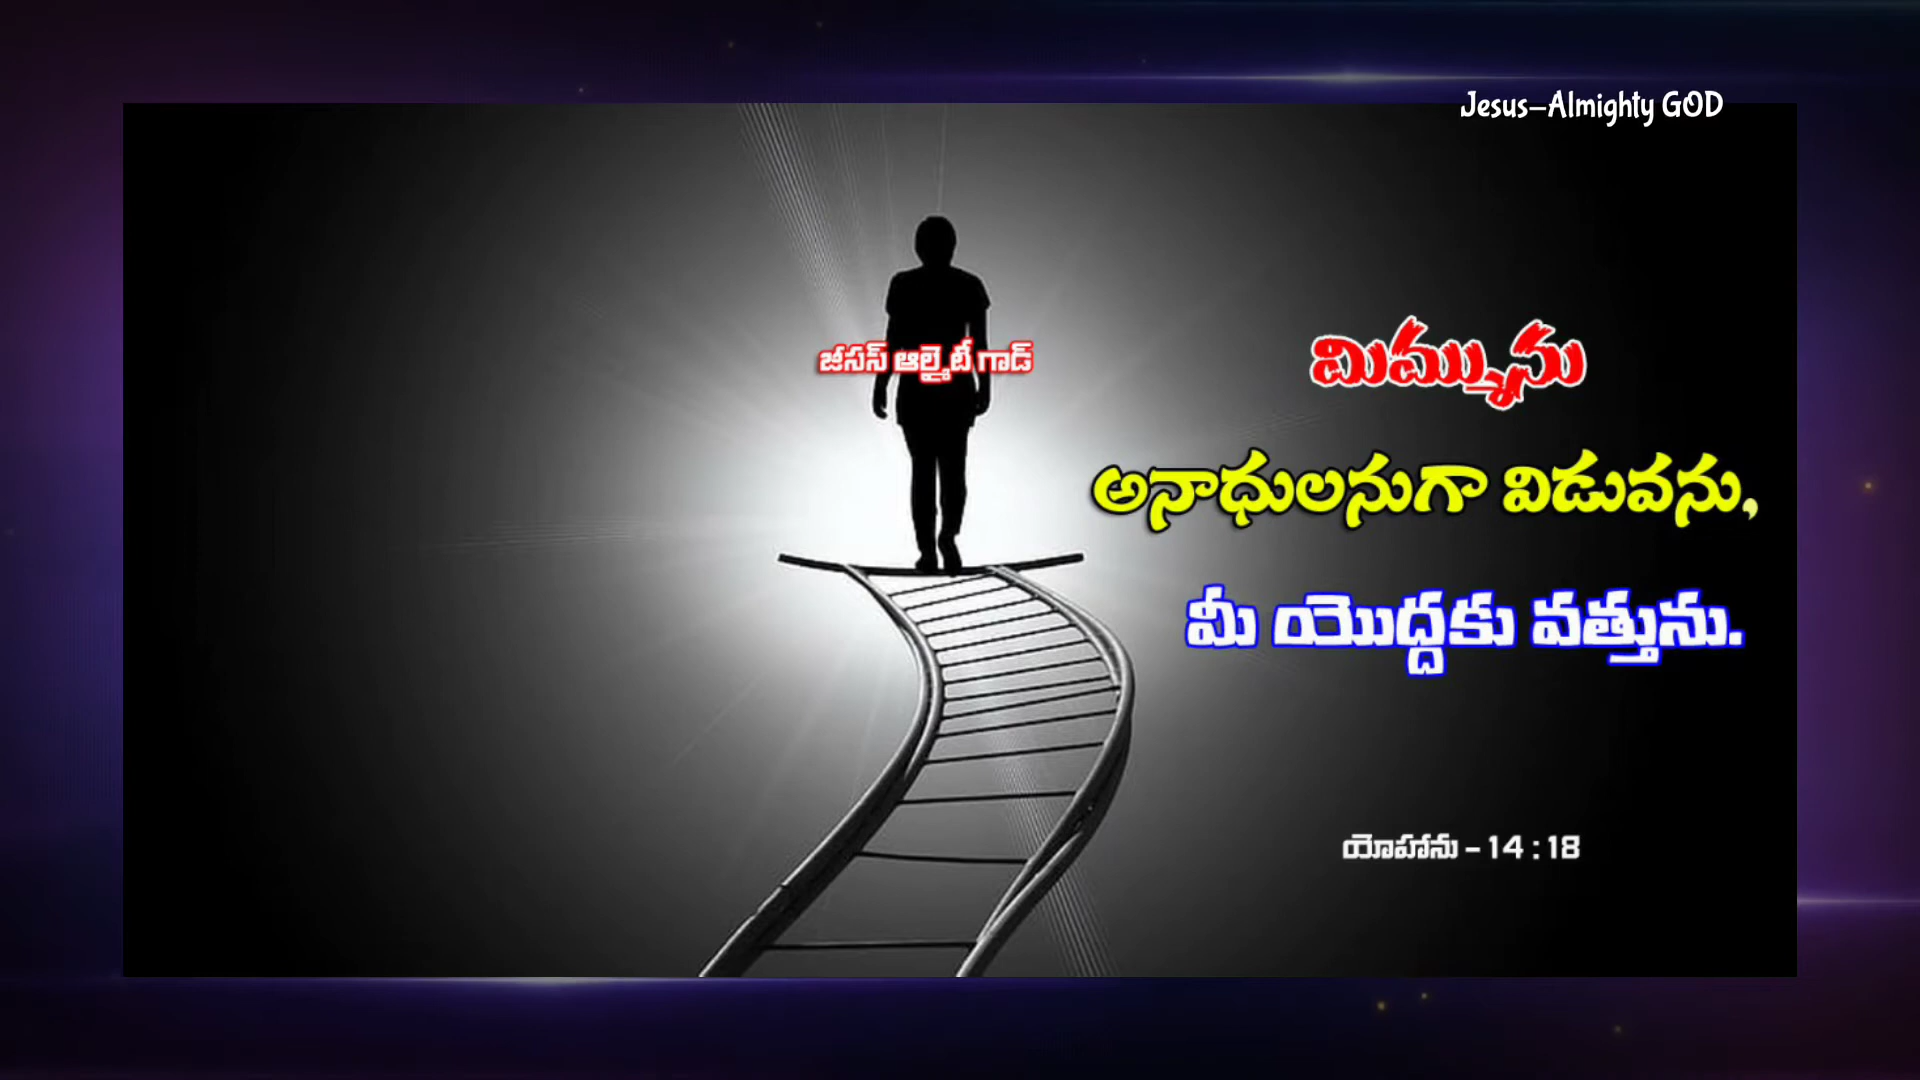 Jesus-Almighty GOD
జీసస్ ఆల్మైటీ గాడ్
మిమ్మును
అనాధులనుగా విడువను,
మీ యొద్దకు వత్తును.
యోహాను - 14 : 18